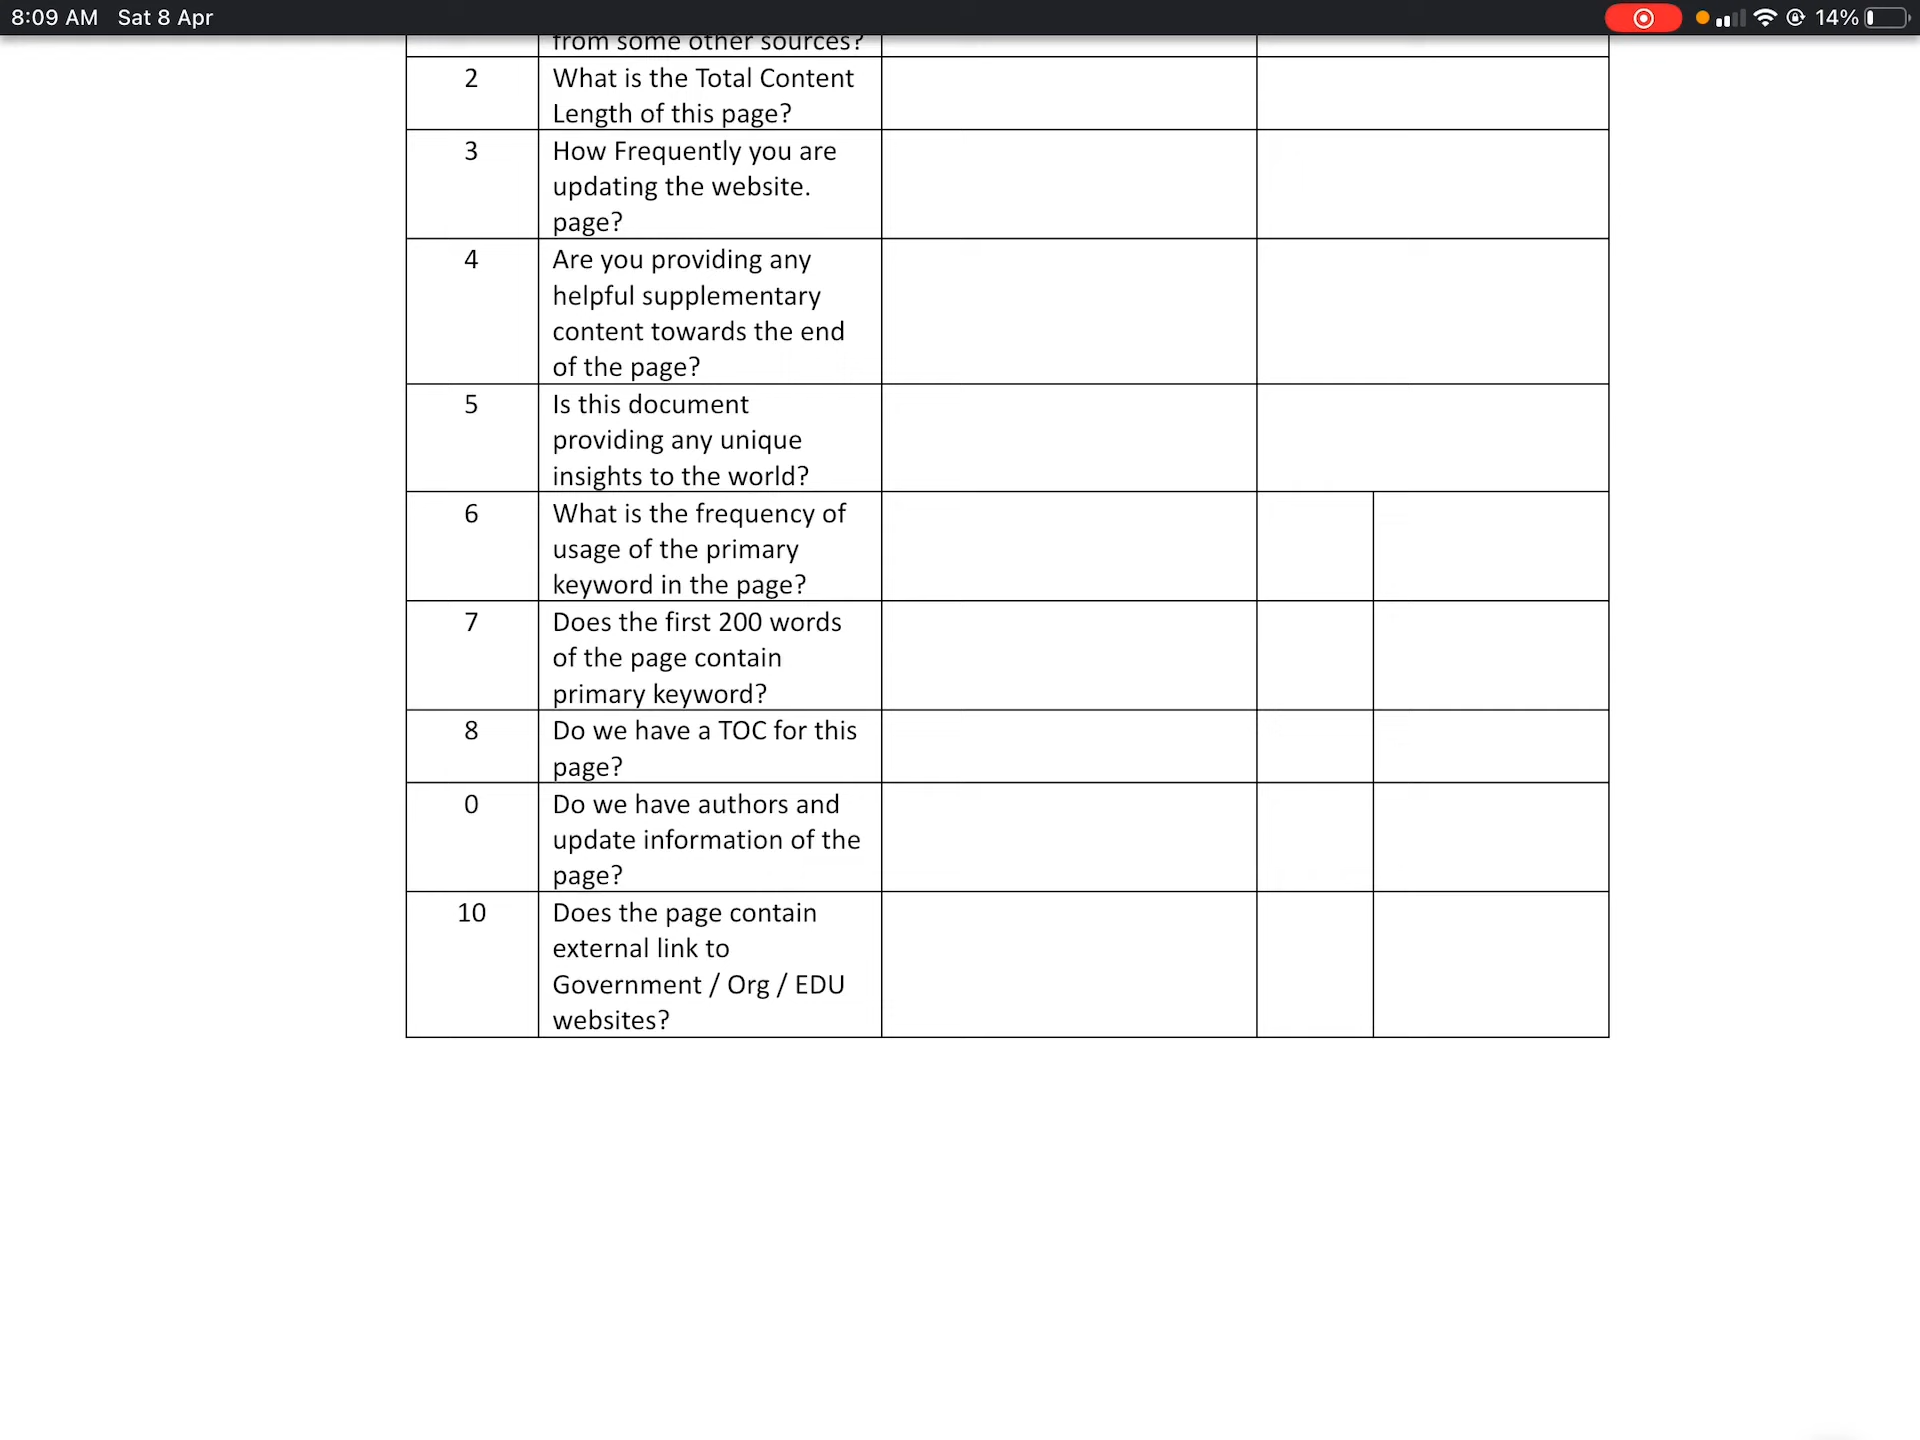 8:09 AM Sat 8 Apr 14%
from some other sources?
2 What is the Total Content
Length of this page?
3 How Frequently you are
updating the website.
page?
4 Are you providing any
helpful supplementary
content towards the end
of the page?
5 Is this document
providing any unique
insights to the world?
6 What is the frequency of
usage of the primary
keyword in the page?
7 Does the first 200 words
of the page contain
primary keyword?
8 Do we have a TOC for this
page?
0 Do we have authors and
update information of the
page?
10 Does the page contain
external link to
Government / Org / EDU
websites?